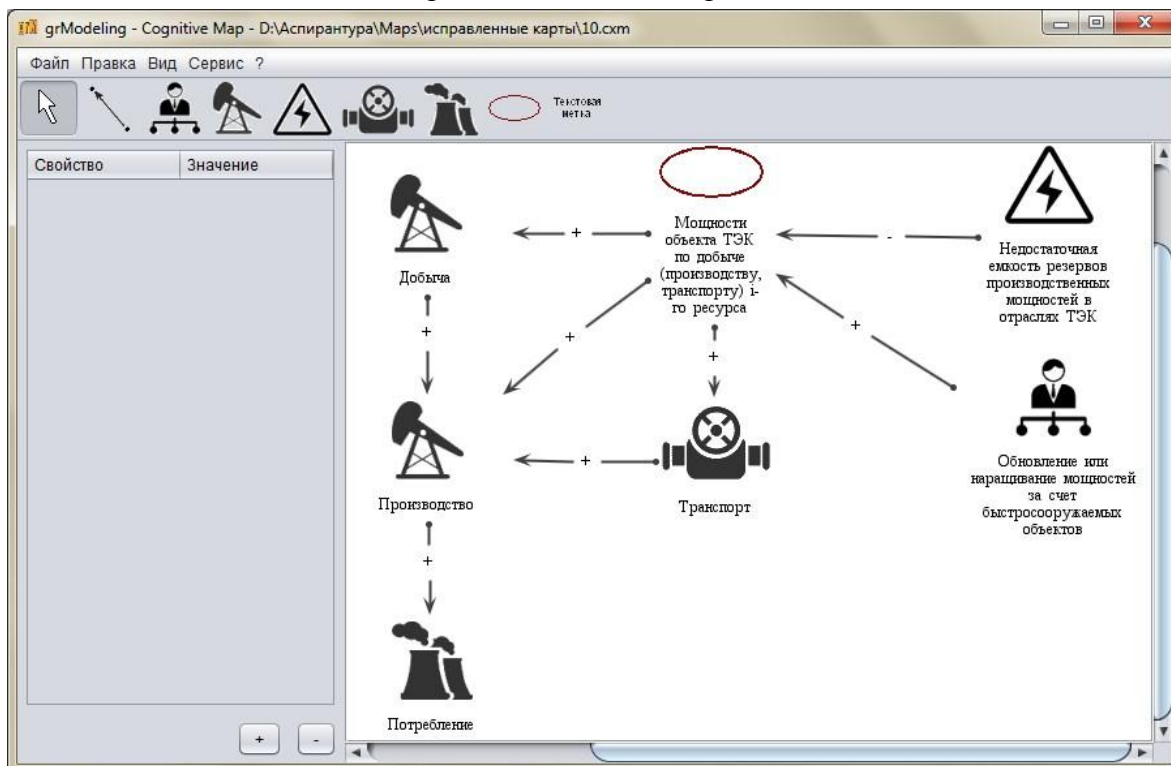 grModeling - Cognitive Map - D:\Аспирантура\Maps\исправленные карты\10.cxm
Файл Правка Вид Сервис ?
Текстовая
метка
Свойство Значение
Добыча
+
Мощности
объекта ТЭК
по добыче
(производству,
транспорту) i-
го ресурса
-
Недостаточная
емкость резервов
производственных
мощностей в
отраслях ТЭК
+
+
+
+
Производство
+
Транспорт
Обновление или
наращивание мощностей
за счет
быстросооружаемых
объектов
+
Потребление
+ -